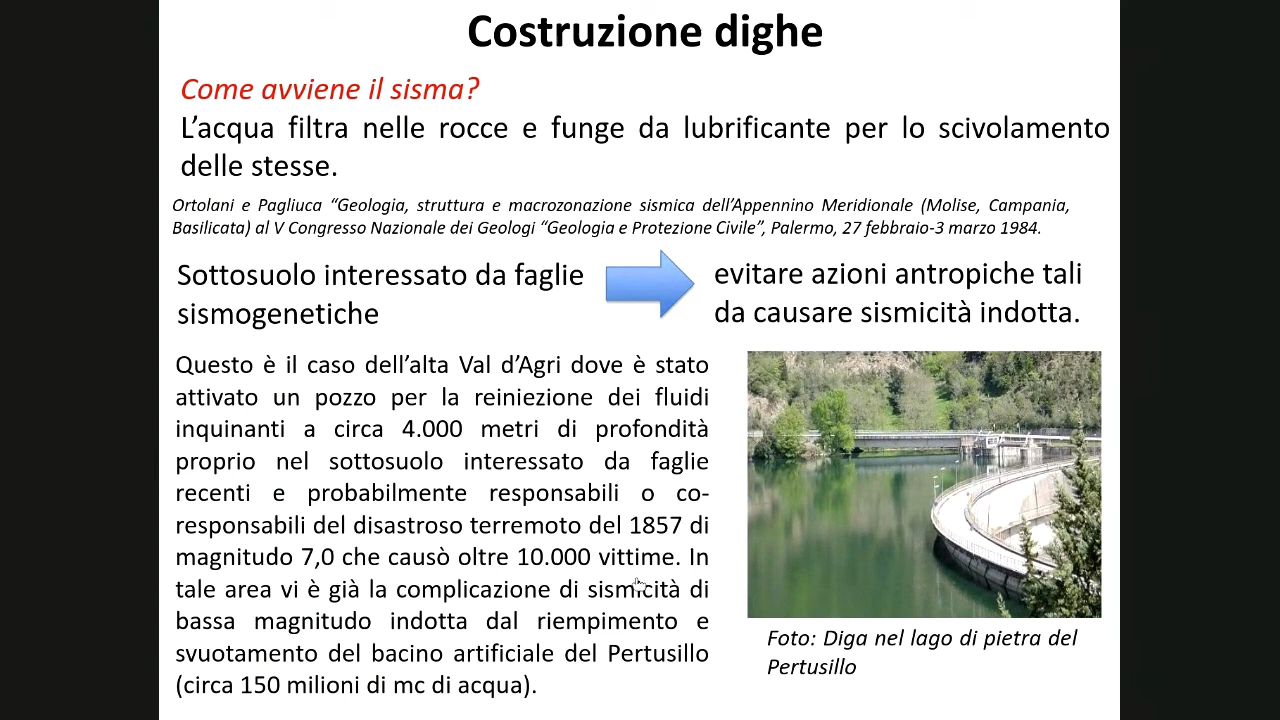 Costruzione dighe
Come avviene il sisma?
L’acqua filtra nelle rocce e funge da lubrificante per lo scivolamento
delle stesse.
Ortolani e Pagliuca “Geologia, struttura e macrozonazione sismica dell’Appennino Meridionale (Molise, Campania,
Basilicata) al V Congresso Nazionale dei Geologi “Geologia e Protezione Civile”, Palermo, 27 febbraio-3 marzo 1984.
Sottosuolo interessato da faglie
sismogenetiche
evitare azioni antropiche tali
da causare sismicità indotta.
Questo è il caso dell’alta Val d’Agri dove è stato
attivato un pozzo per la reiniezione dei fluidi
inquinanti a circa 4.000 metri di profondità
proprio nel sottosuolo interessato da faglie
recenti e probabilmente responsabili o co-
responsabili del disastroso terremoto del 1857 di
magnitudo 7,0 che causò oltre 10.000 vittime. In
tale area vi è già la complicazione di sismicità di
bassa magnitudo indotta dal riempimento e
svuotamento del bacino artificiale del Pertusillo
(circa 150 milioni di mc di acqua).
Foto: Diga nel lago di pietra del
Pertusillo